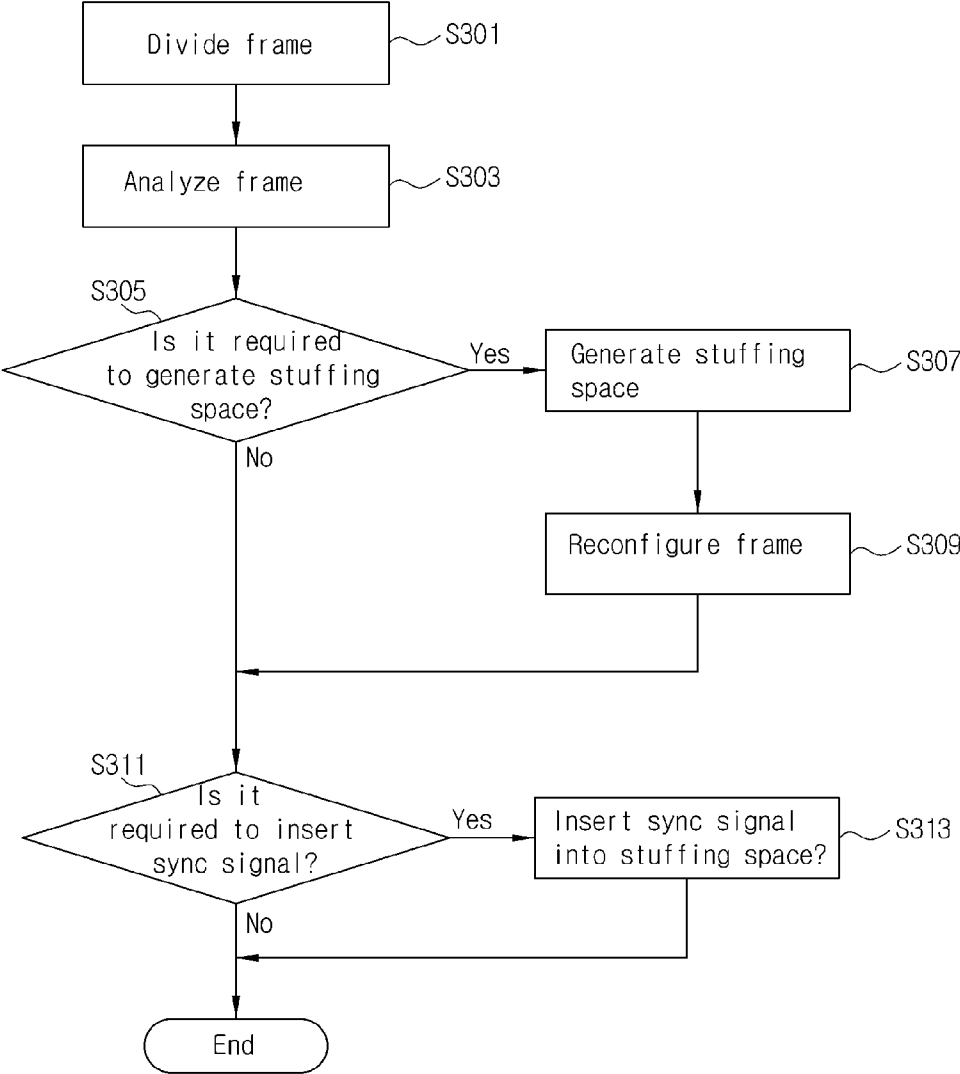 Divide frame
S301
Analyze frame
S303
S305
Is it required
to generate stuffing
space?
Yes
Generate stuffing
space
S307
No
Reconfigure frame
S309
S311
Is it
required to insert
sync signal?
Yes
Insert sync signal
into stuffing space?
S313
No
End